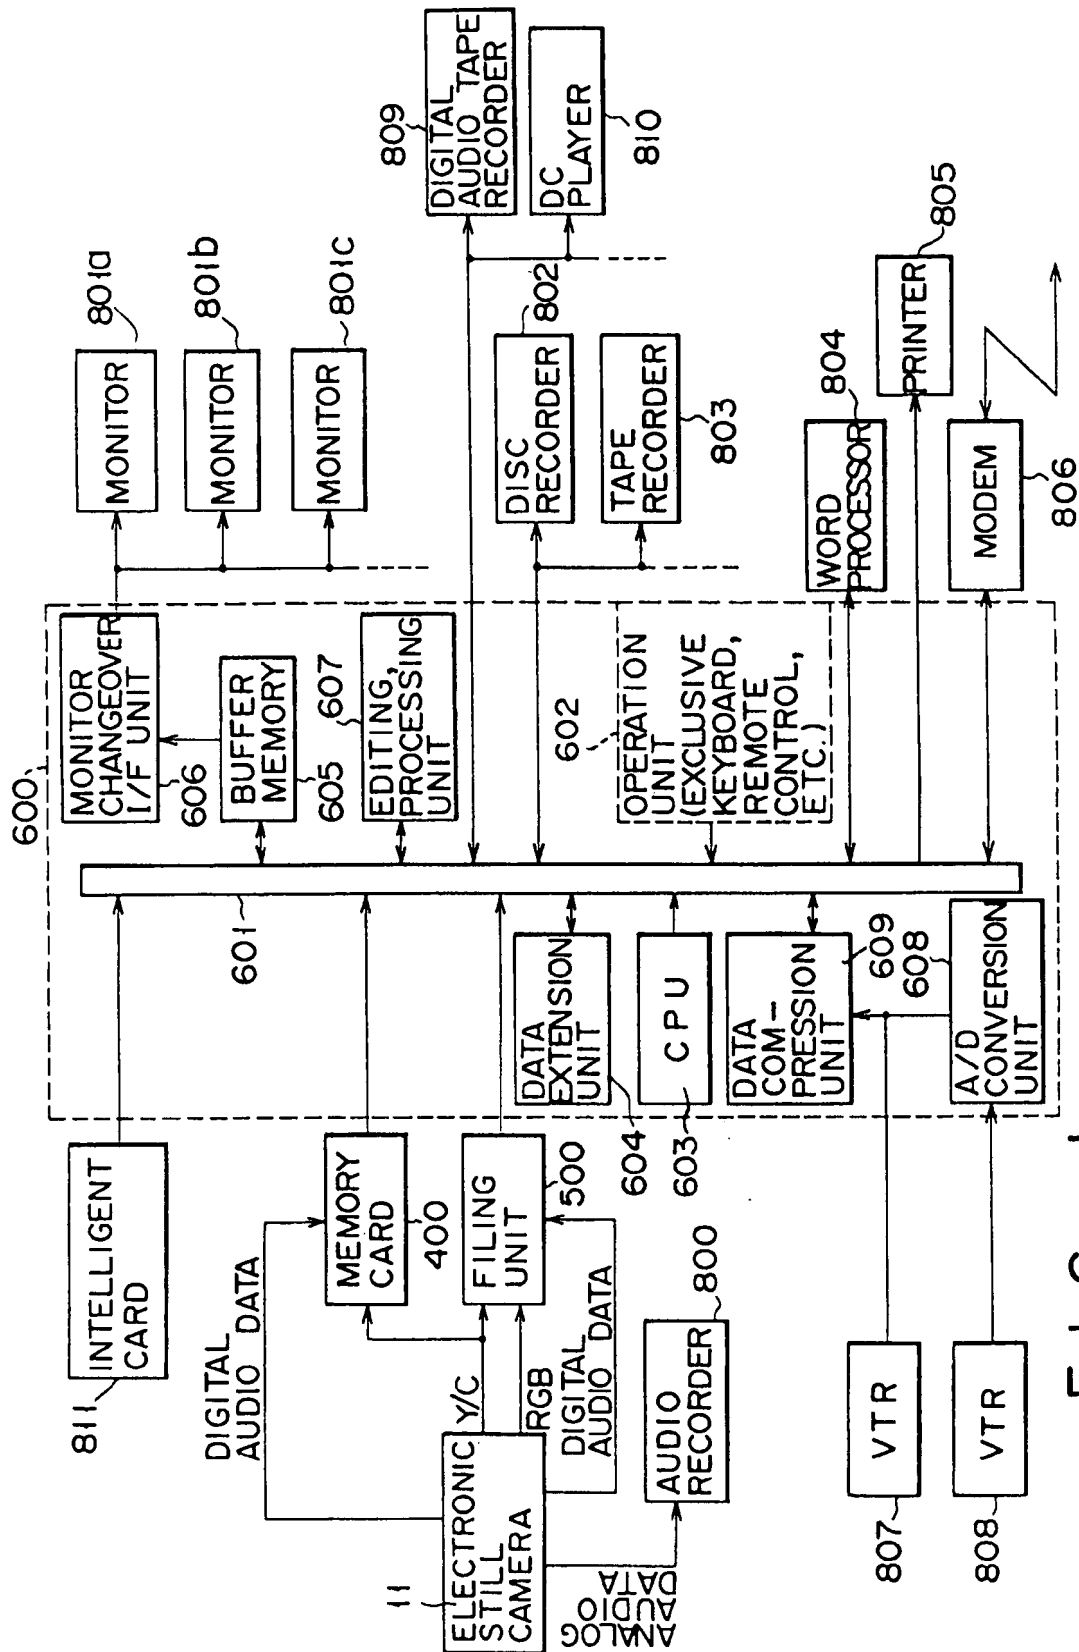 811
INTELLIGENT
CARD
DIGITAL
AUDIO DATA
11
ELECTRONIC
STILL
CAMERA
Y/C
RGB
DIGITAL
AUDIO DATA
ANALOG
AUDIO
DATA
MEMORY
CARD
400
FILING
UNIT
500
AUDIO
RECORDER
800
807
VTR
808
VTR
600
601
DATA
EXTENSION
UNIT
604
CPU
603
DATA
COM-
PRESSION
UNIT
609
608
A/D
CONVERSION
UNIT
MONITOR
CHANGEOVER
I/F UNIT
606
BUFFER
MEMORY
605
607
EDITING,
PROCESSING
UNIT
602
OPERATION
UNIT
(EXCLUSIVE
KEYBOARD,
REMOTE
CONTROL,
ETC.)
801a
MONITOR
801b
MONITOR
801c
MONITOR
809
DIGITAL
AUDIO TAPE
RECORDER
DC
PLAYER
810
802
DISC
RECORDER
TAPE
RECORDER
803
804
WORD
PROCESSOR
805
PRINTER
MODEM
806